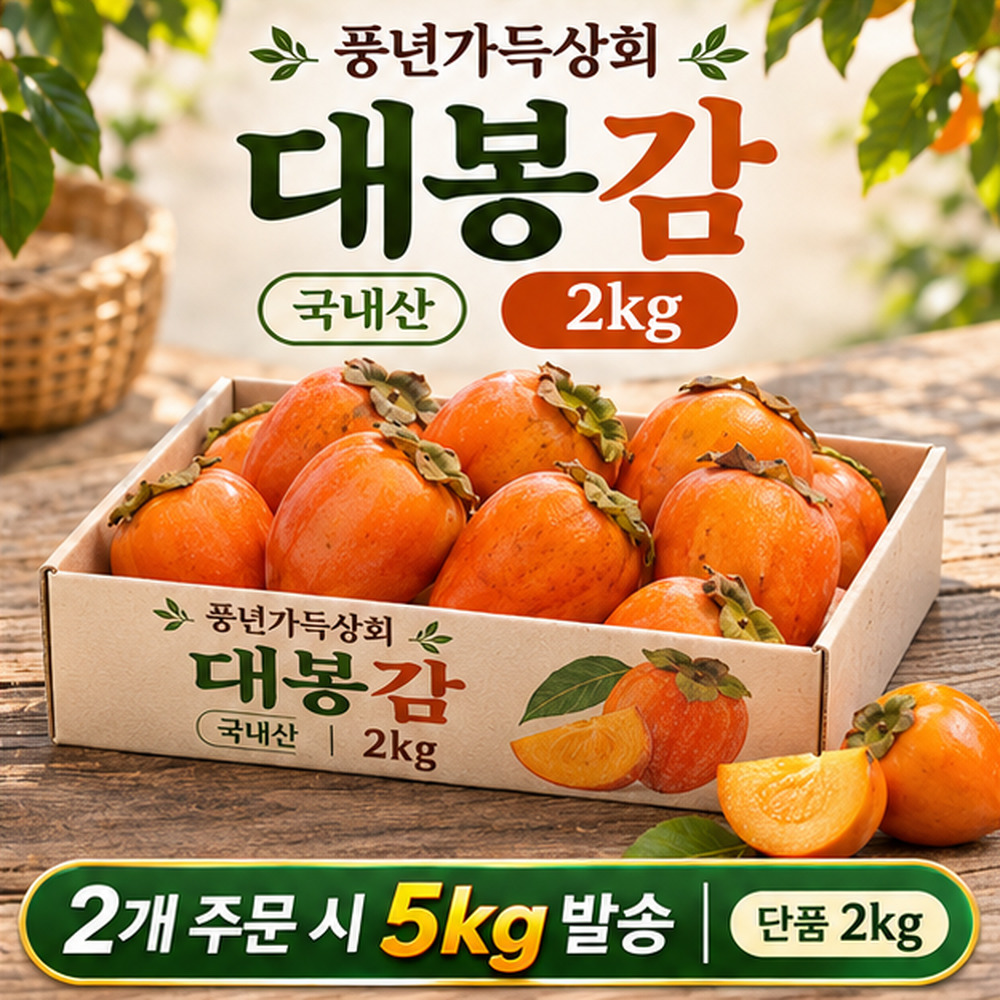 풍년가득상회
대봉감
국내산 2kg
풍년가득상회
대봉감
국내산 | 2kg
2개 주문 시 5kg 발송 | 단품 2kg